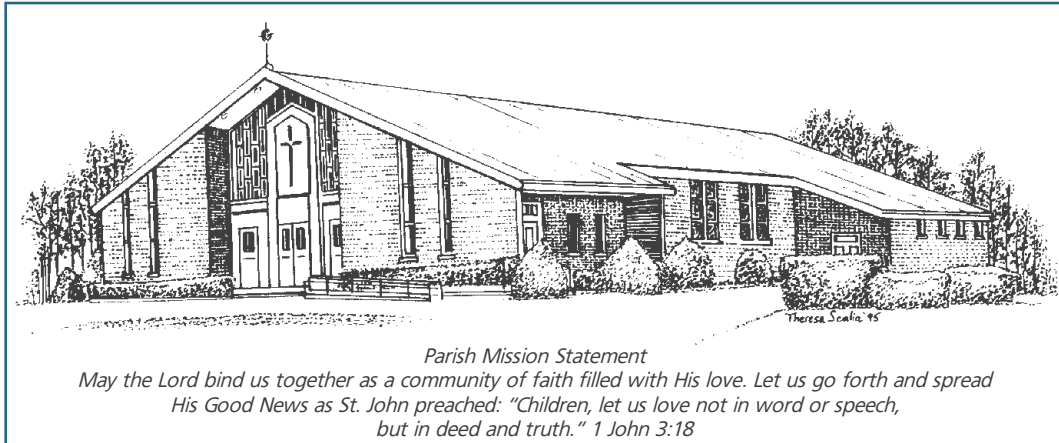 Theresa Scalia '95
Parish Mission Statement
May the Lord bind us together as a community of faith filled with His love. Let us go forth and spread
His Good News as St. John preached: “Children, let us love not in word or speech,
but in deed and truth.” 1 John 3:18